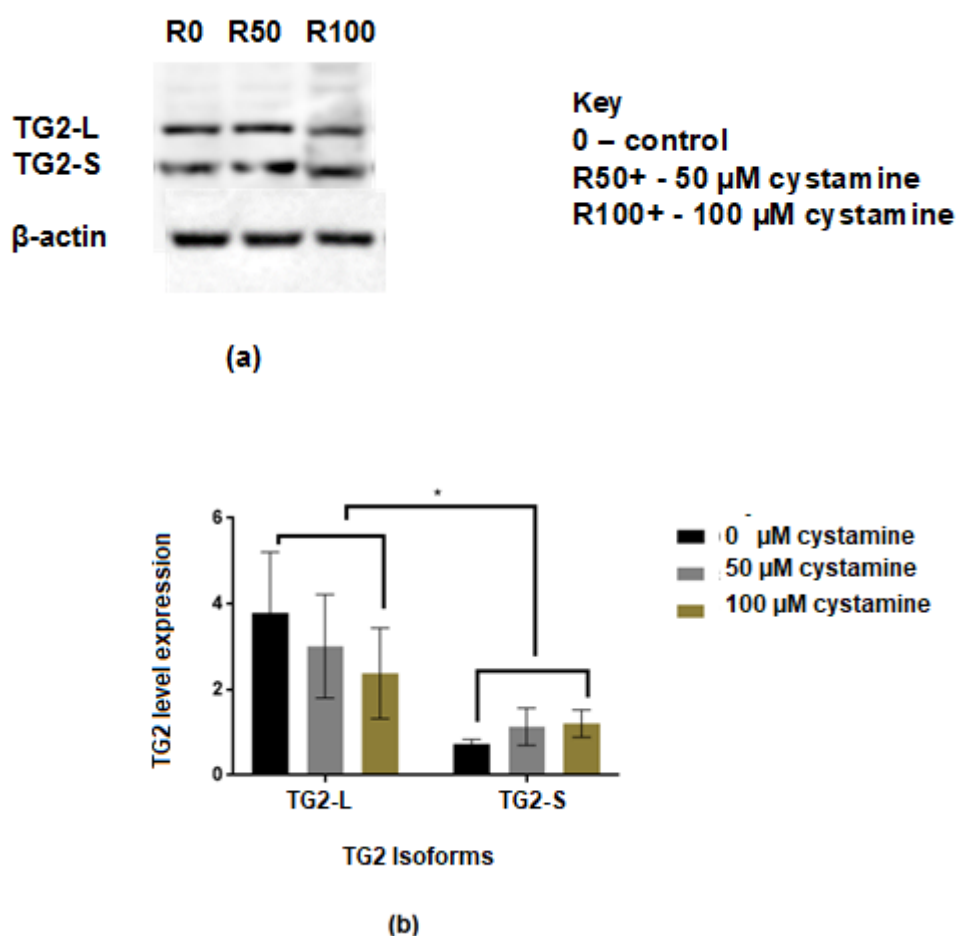 R0 R50 R100
TG2-L
TG2-S
β-actin
Key
0 – control
R50+ - 50 µM cystamine
R100+ - 100 µM cystamine
(a)
*
6
4
2
0
TG2 level expression
TG2-L TG2-S
TG2 Isoforms
0 µM cystamine
50 µM cystamine
100 µM cystamine
(b)